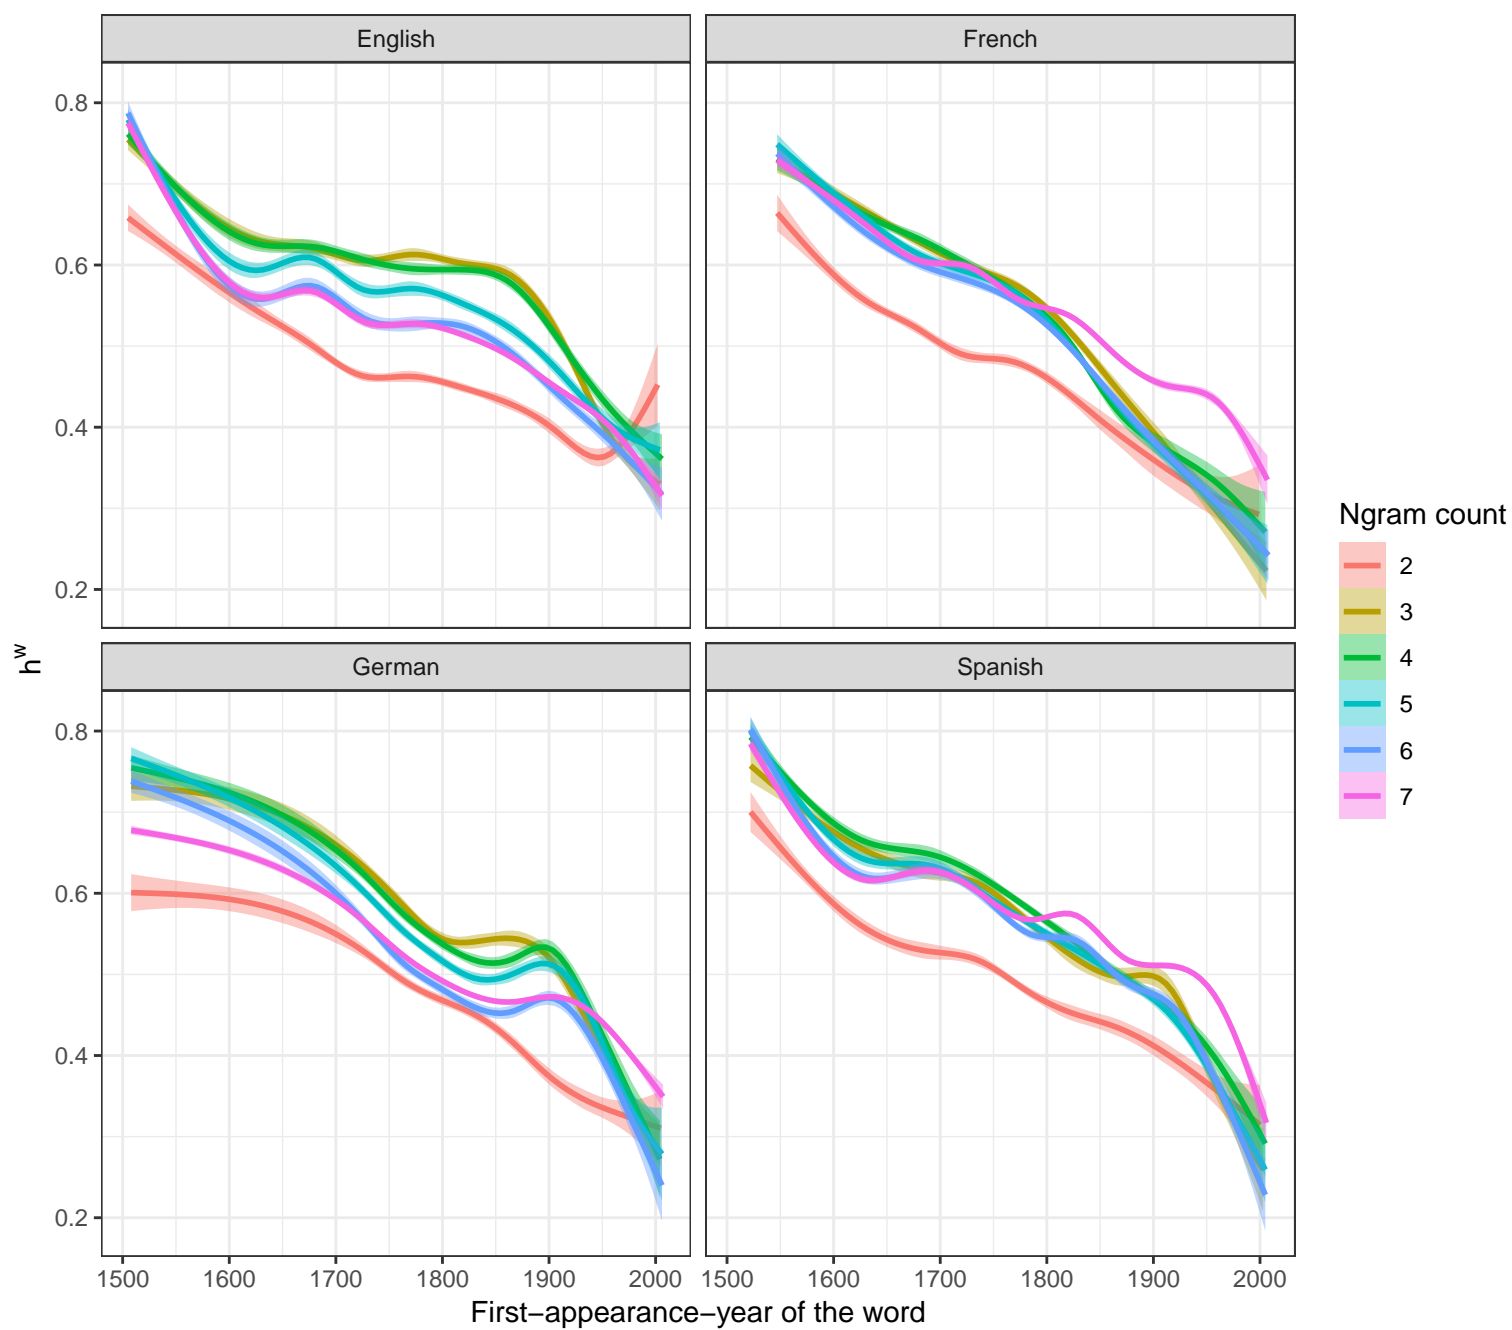 English
French
0.8
0.6
0.4
0.2
h^w
German
Spanish
0.8
0.6
0.4
0.2
1500 1600 1700 1800 1900 2000
1500 1600 1700 1800 1900 2000
First−appearance−year of the word
Ngram count
2
3
4
5
6
7